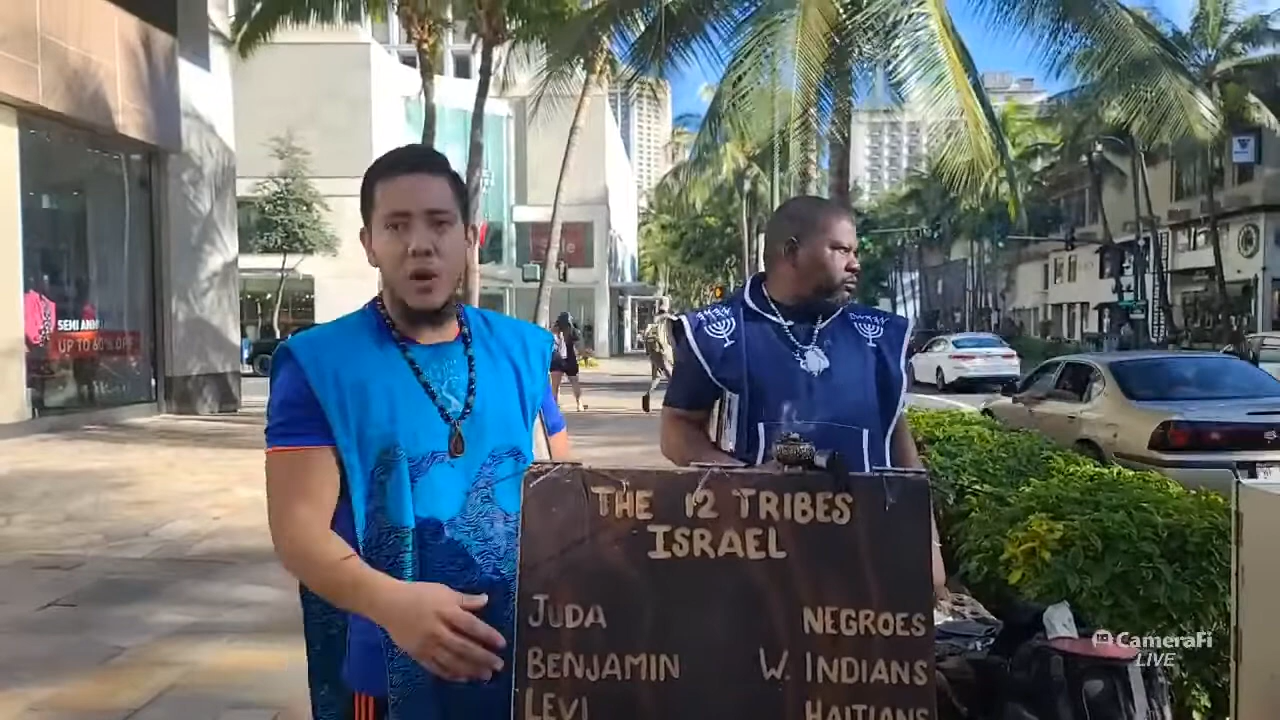 SEMI ANN
UP TO 60% OFF
THE 12 TRIBES
ISRAEL
JUDA NEGROES
BENJAMIN W. INDIANS
LEVI HAITIANS
CameraFi
LIVE